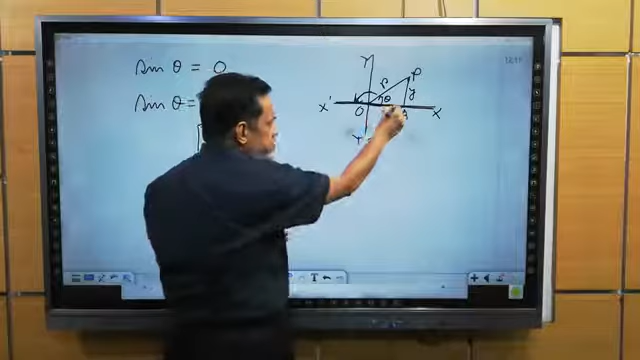 sin θ = 0
sin θ =
Y
P
r
y
θ
X'
O
X